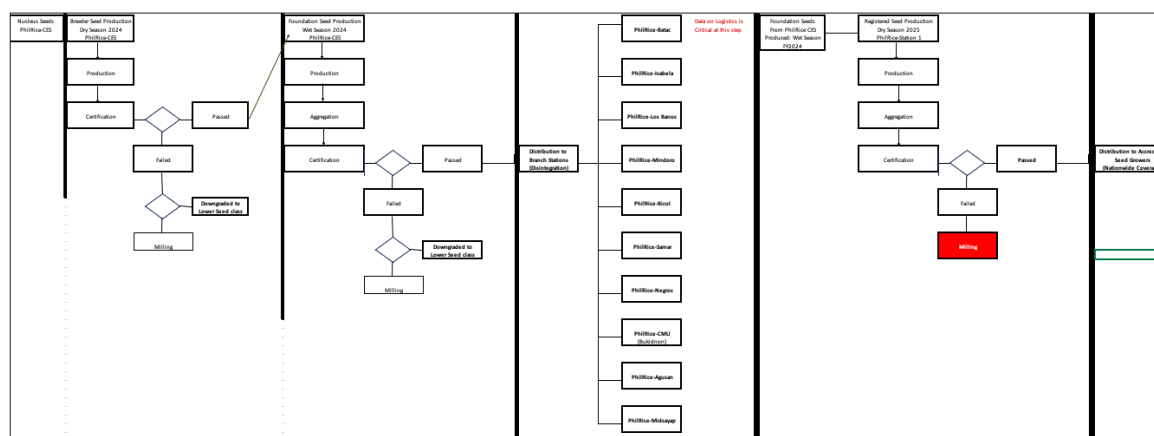 Nucleus Seeds
PhilRice-CES
Breeder Seed Production
Dry Season 2024
PhilRice-CES
Production
Certification
Passed
Failed
Downgraded to
Lower Seed class
Milling
Foundation Seed Production
Wet Season 2024
PhilRice-CES
Production
Aggregation
Certification
Passed
Failed
Downgraded to
Lower Seed class
Milling
Distribution to
Branch Stations
(Disintegration)
PhilRice-Batac
PhilRice-Isabela
PhilRice-Los Banos
PhilRice-Mindoro
PhilRice-Bicol
PhilRice-Samar
PhilRice-Negros
PhilRice-CMU
(Bukidnon)
PhilRice-Agusan
PhilRice-Midsayap
Data on Logistics is
Critical at this step
Foundation Seeds
From PhilRice CES
Produced: Wet Season
FY2024
Registered Seed Production
Dry Season 2025
PhilRice-Station 1
Production
Aggregation
Certification
Passed
Failed
Milling
Distribution to Accred
Seed Growers
(Nationwide Covera